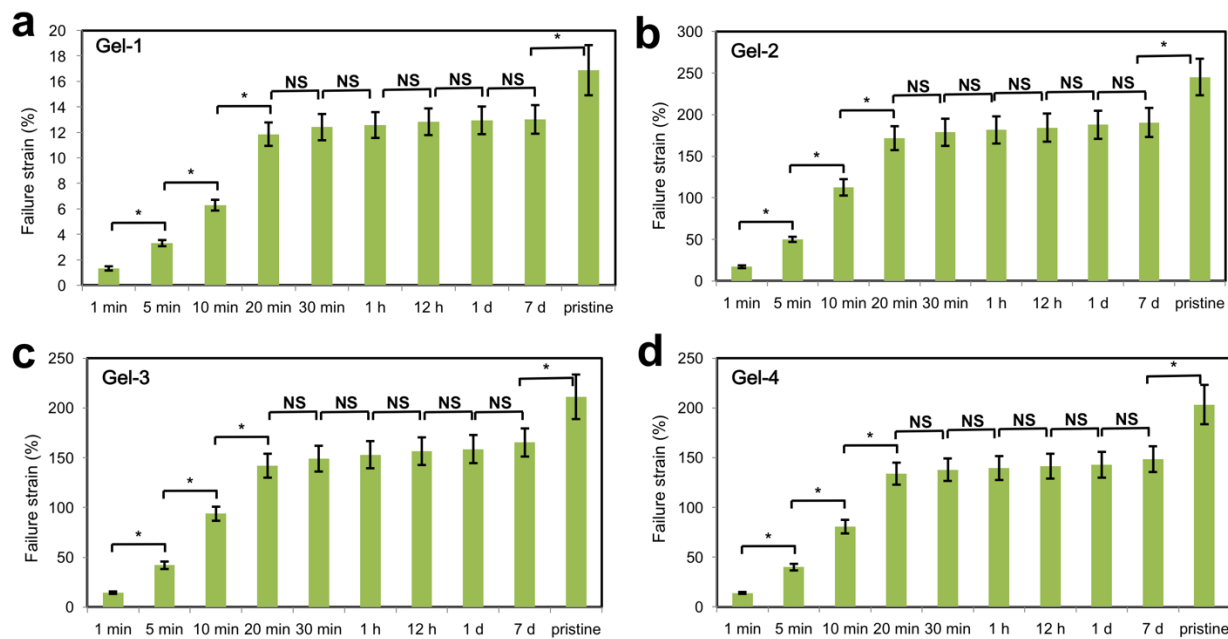 a
Gel-1
Failure strain (%)
20
18
16
14
12
10
8
6
4
2
0
*
*
*
NS
NS
NS
NS
NS
*
1 min 5 min 10 min 20 min 30 min 1 h 12 h 1 d 7 d pristine
b
Gel-2
Failure strain (%)
300
250
200
150
100
50
0
*
*
*
NS
NS
NS
NS
NS
*
1 min 5 min 10 min 20 min 30 min 1 h 12 h 1 d 7 d pristine
c
Gel-3
Failure strain (%)
250
200
150
100
50
0
*
*
*
NS
NS
NS
NS
NS
*
1 min 5 min 10 min 20 min 30 min 1 h 12 h 1 d 7 d pristine
d
Gel-4
Failure strain (%)
250
200
150
100
50
0
*
*
*
NS
NS
NS
NS
NS
*
1 min 5 min 10 min 20 min 30 min 1 h 12 h 1 d 7 d pristine